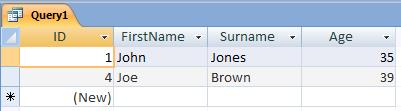 Query1
ID FirstName Surname Age
1 John Jones 35
4 Joe Brown 39
* (New)